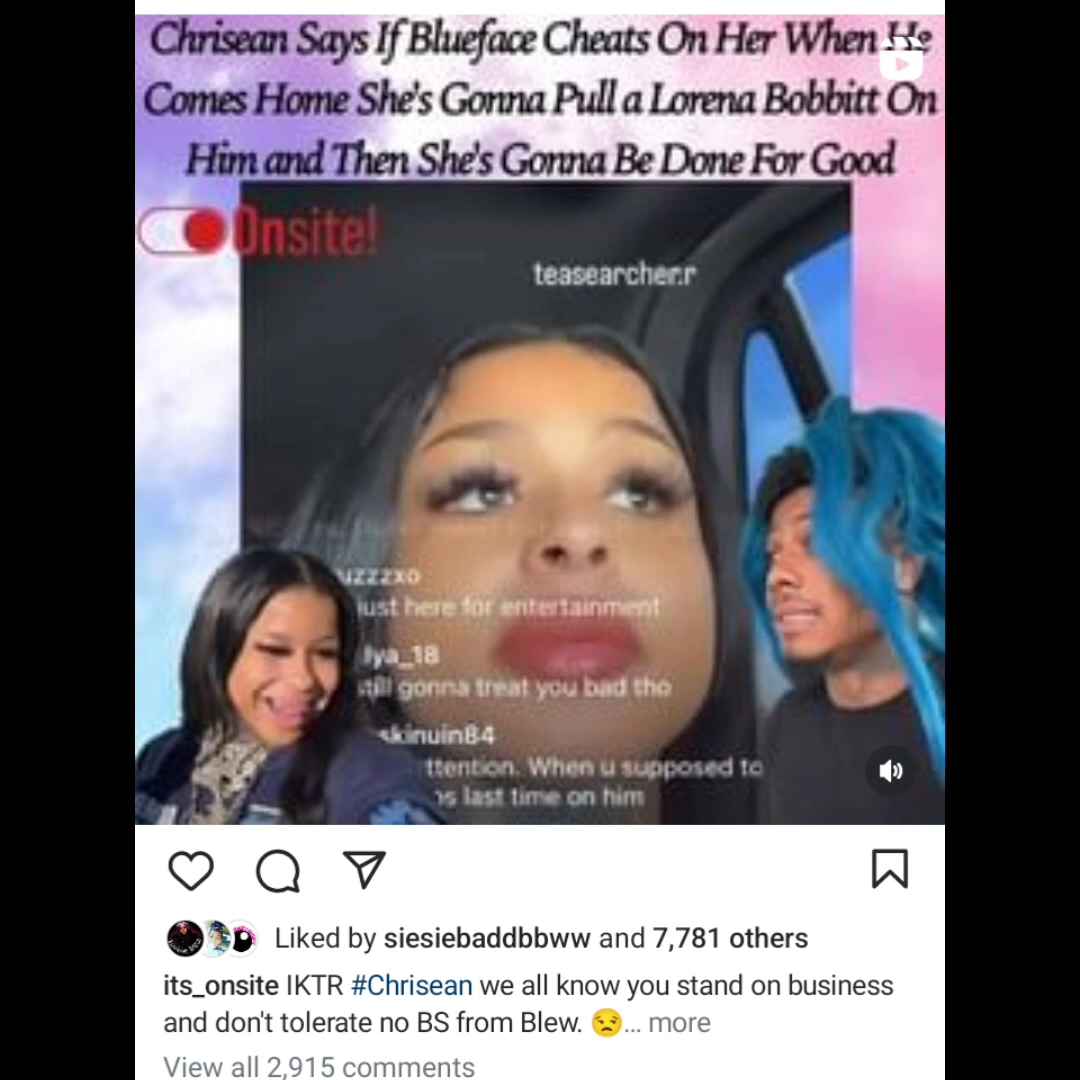 Chrisean Says If Blueface Cheats On Her When He
Comes Home She's Gonna Pull a Lorena Bobbitt On
Him and Then She's Gonna Be Done For Good
Onsite!
teasearcher.r
uzzzxo
just here for entertainment
lya_18
still gonna treat you bad tho
skinuin84
ttention. When u supposed to
last time on him
Liked by siesiebaddbbww and 7,781 others
its_onsite IKTR #Chrisean we all know you stand on business
and don't tolerate no BS from Blew. 😒... more
View all 2,915 comments